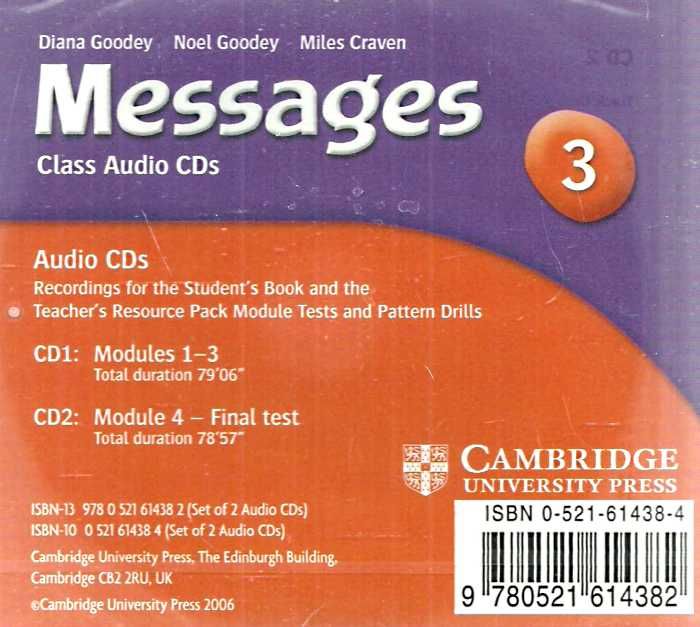 Diana Goodey Noel Goodey Miles Craven
Messages
3
Class Audio CDs
Audio CDs
Recordings for the Student's Book and the
Teacher's Resource Pack Module Tests and Pattern Drills
CD1: Modules 1–3
Total duration 79'06"
CD2: Module 4 – Final test
Total duration 78'57"
CAMBRIDGE
UNIVERSITY PRESS
ISBN-13 978 0 521 61438 2 (Set of 2 Audio CDs)
ISBN-10 0 521 61438 4 (Set of 2 Audio CDs)
Cambridge University Press, The Edinburgh Building,
Cambridge CB2 2RU, UK
©Cambridge University Press 2006
ISBN 0-521-61438-4
9 780521 614382